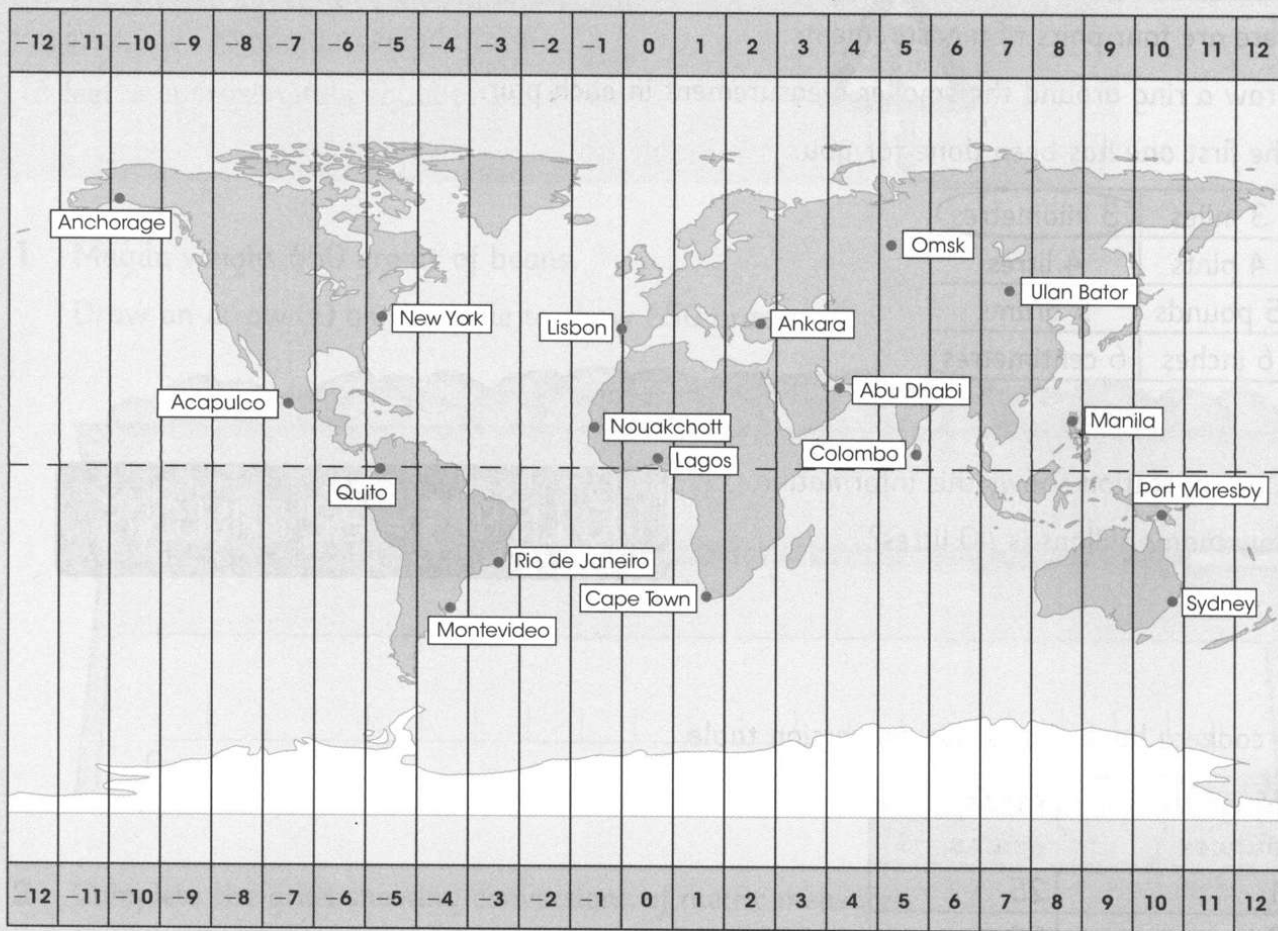 –12 –11 –10 –9 –8 –7 –6 –5 –4 –3 –2 –1 0 1 2 3 4 5 6 7 8 9 10 11 12
Anchorage
Omsk
Ulan Bator
New York
Lisbon
Ankara
Abu Dhabi
Acapulco
Manila
Nouakchott
Lagos
Colombo
Quito
Port Moresby
Rio de Janeiro
Cape Town
Sydney
Montevideo
–12 –11 –10 –9 –8 –7 –6 –5 –4 –3 –2 –1 0 1 2 3 4 5 6 7 8 9 10 11 12